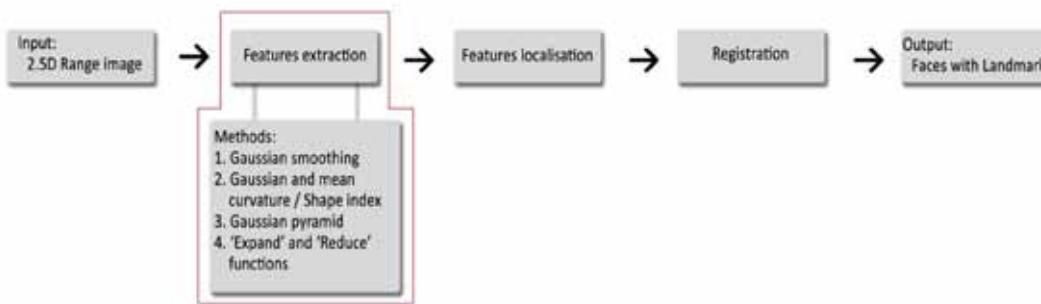 Input:
2.5D Range image
Features extraction
Features localisation
Registration
Output:
Faces with Landmark
Methods:
1. Gaussian smoothing
2. Gaussian and mean
curvature / Shape index
3. Gaussian pyramid
4. 'Expand' and 'Reduce'
functions